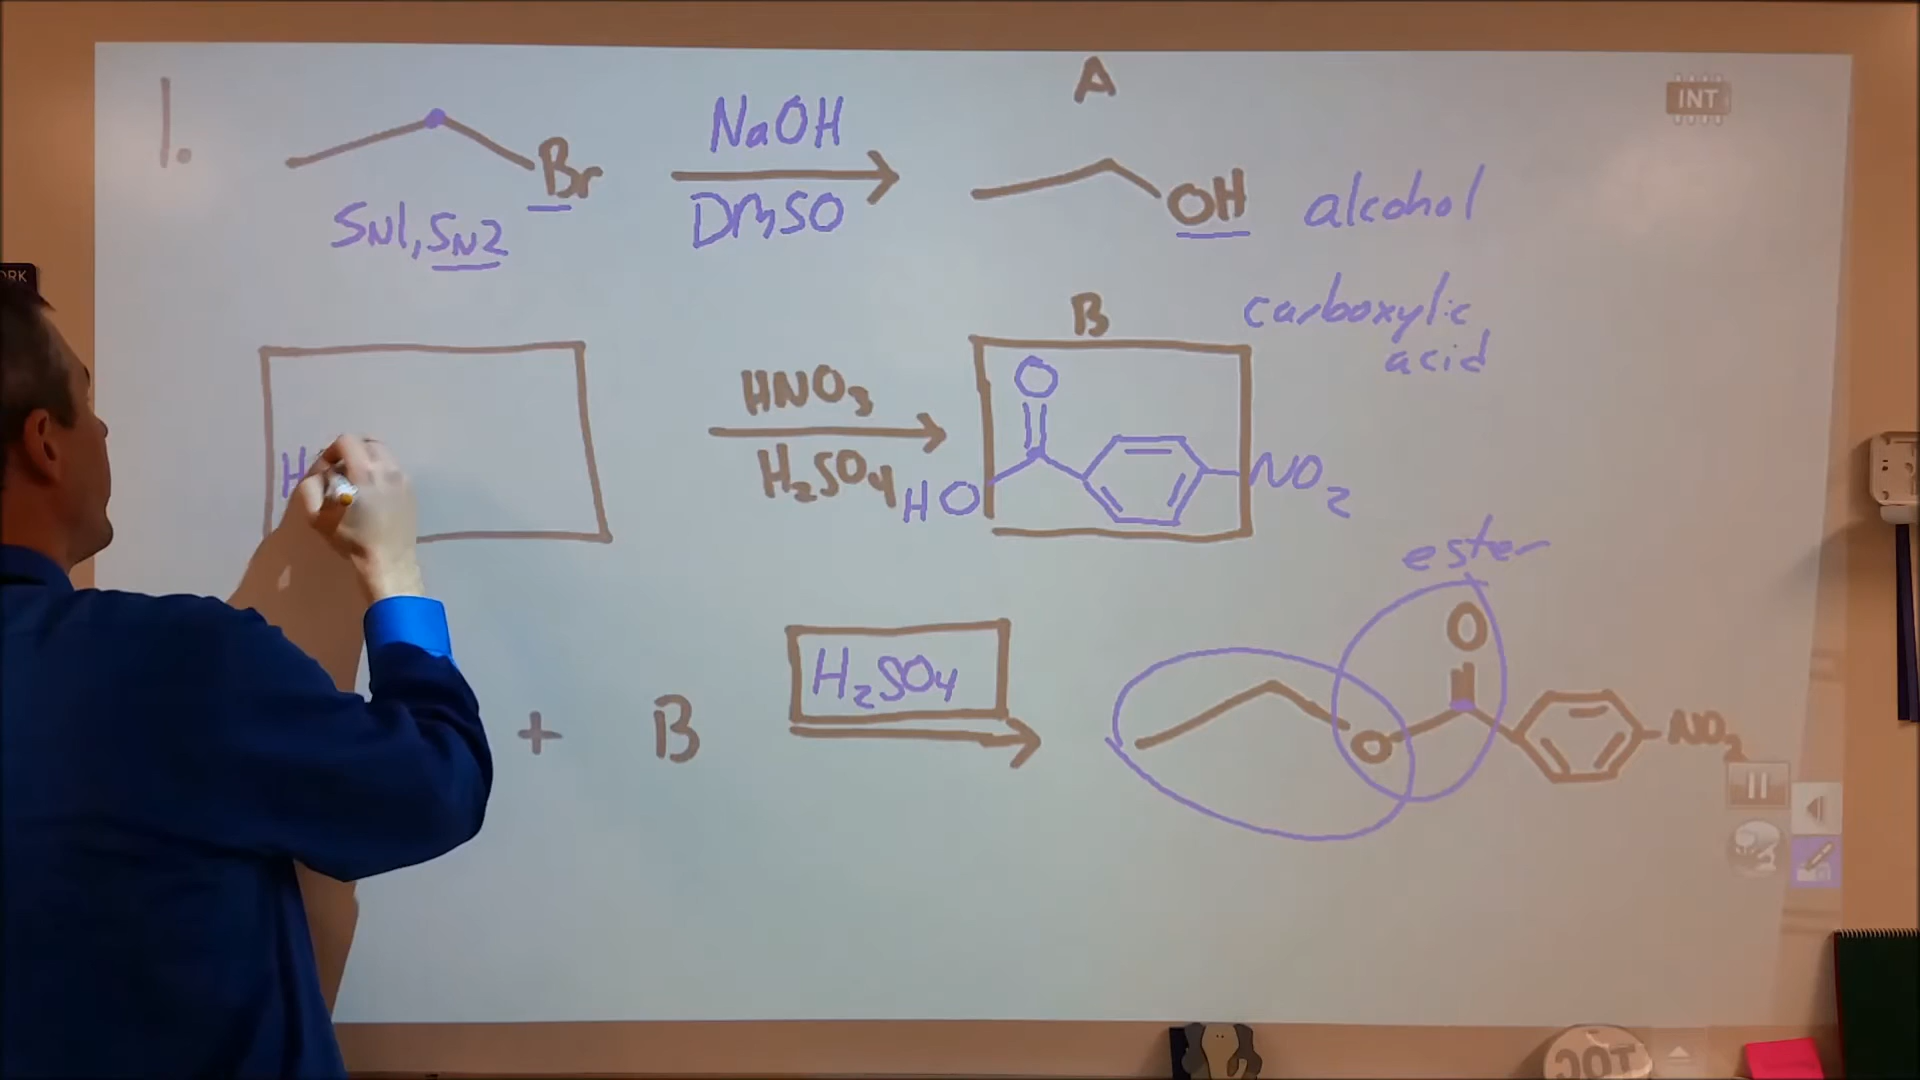 1.
A
INT
NaOH
Br
DMSO
OH
alcohol
SN1, SN2
B
carboxylic
acid
HNO3
O
H2SO4
HO
NO2
H
ester
O
H2SO4
+ B
O
NO2